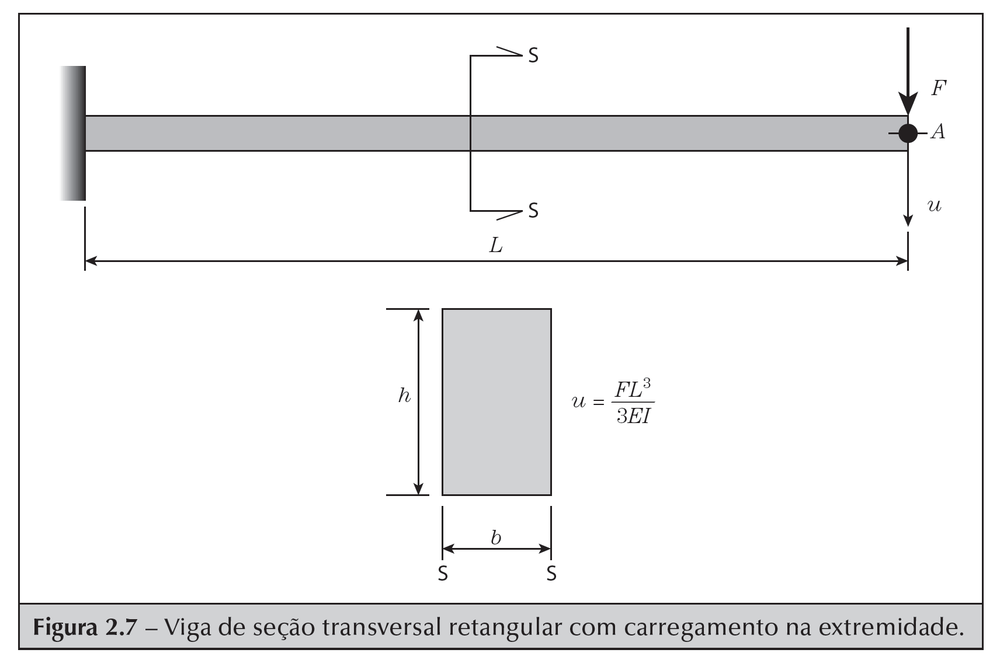 S
F
A
S
u
L
h
u = FL³/3EI
b
S S
Figura 2.7 – Viga de seção transversal retangular com carregamento na extremidade.